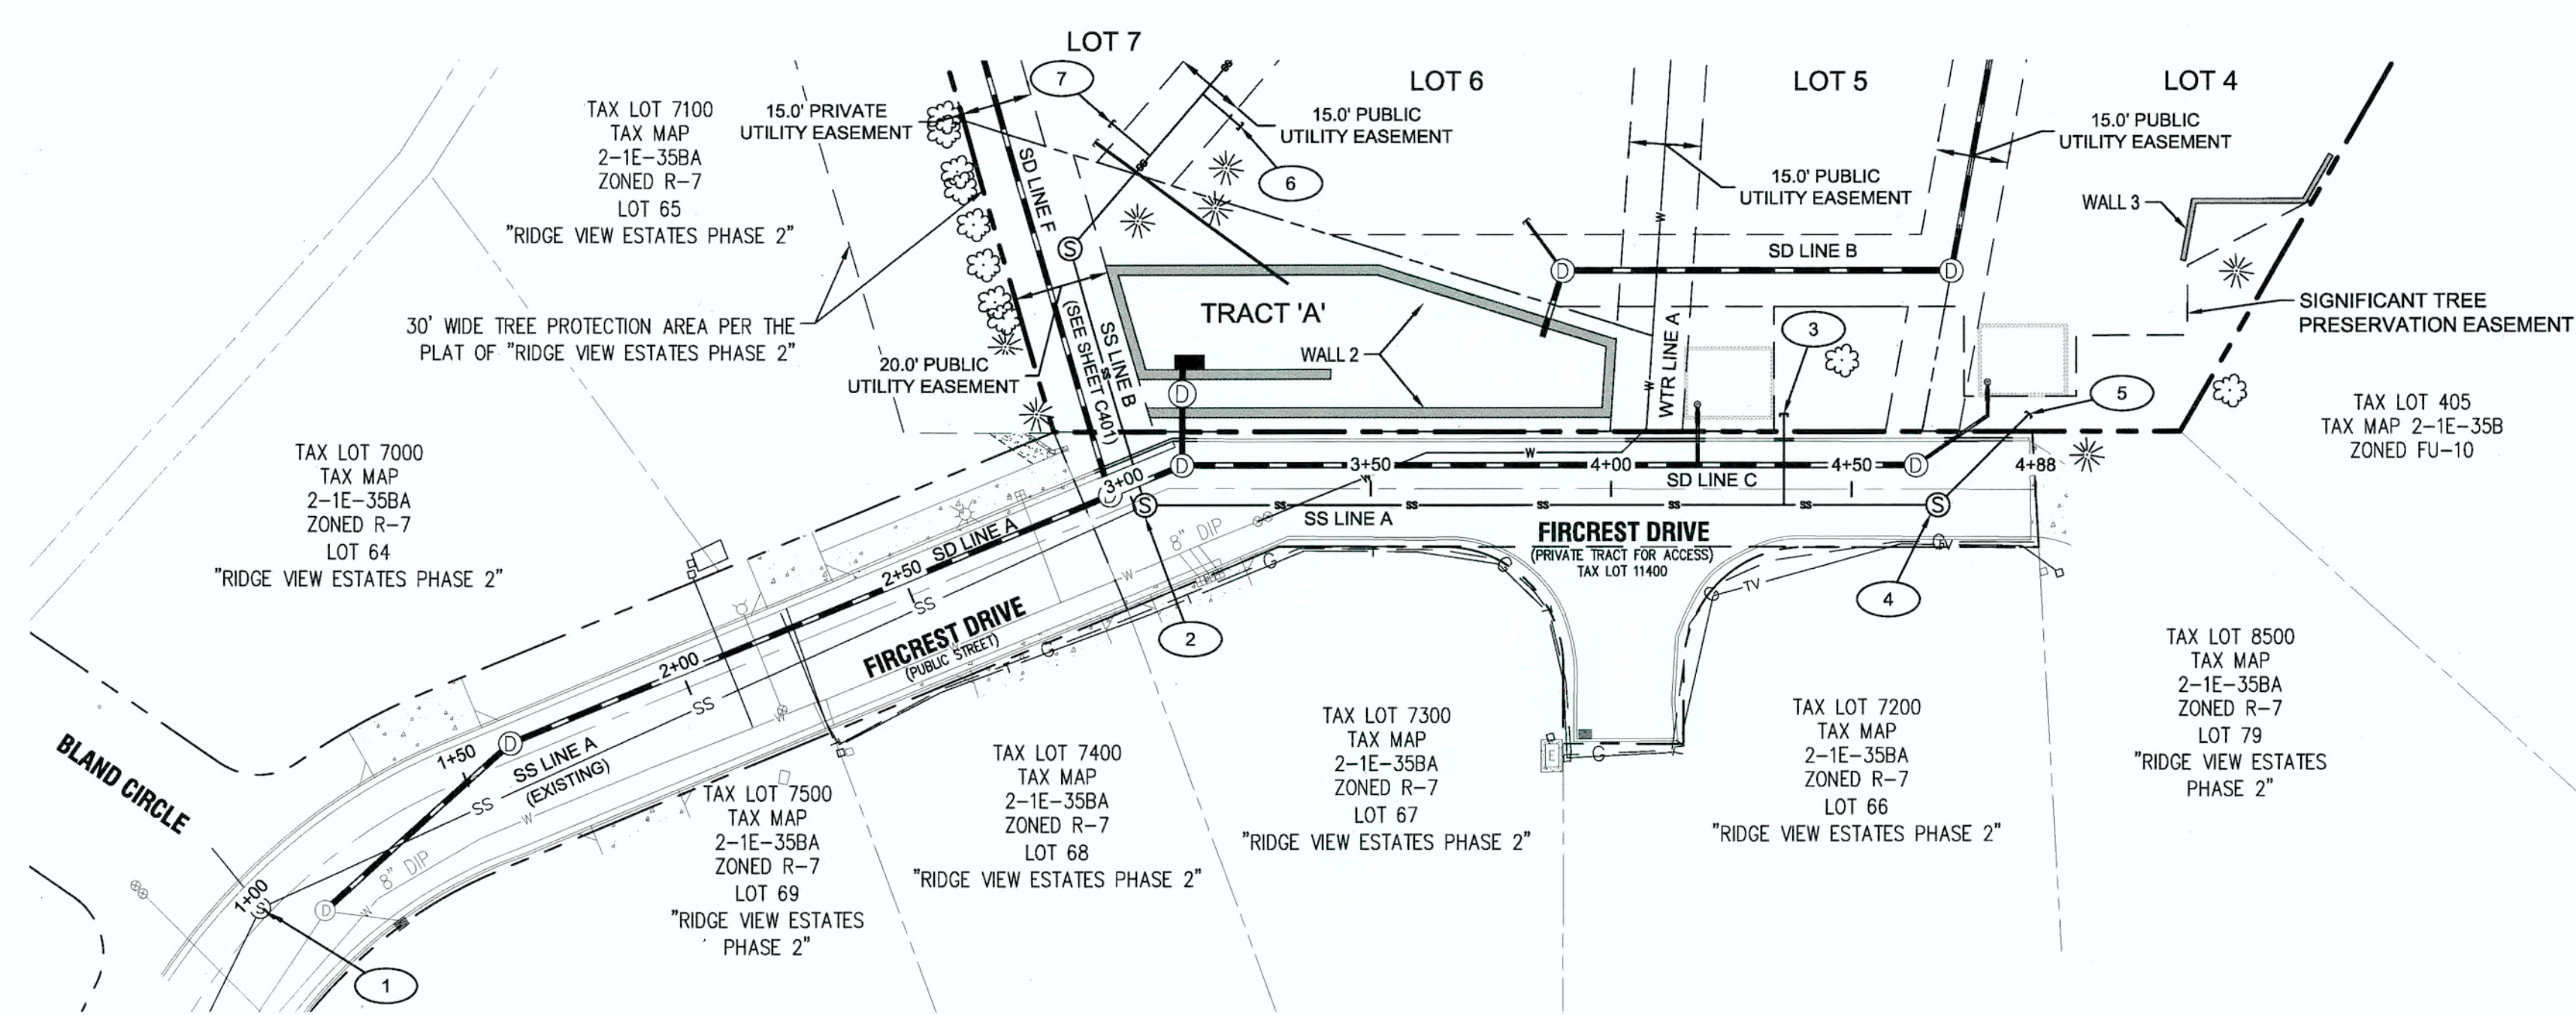 LOT 7
LOT 6
LOT 5
LOT 4
7
6
TAX LOT 7100
TAX MAP
2-1E-35BA
ZONED R-7
LOT 65
"RIDGE VIEW ESTATES PHASE 2"
15.0' PRIVATE
UTILITY EASEMENT
15.0' PUBLIC
UTILITY EASEMENT
15.0' PUBLIC
UTILITY EASEMENT
15.0' PUBLIC
UTILITY EASEMENT
WALL 3
SD LINE F
(SEE SHEET C401)
SS
SS
S
SS LINE B
SS
SD LINE B
D
D
W
W
WTR LINE A
TRACT 'A'
WALL 2
3
5
30' WIDE TREE PROTECTION AREA PER THE
PLAT OF "RIDGE VIEW ESTATES PHASE 2"
20.0' PUBLIC
UTILITY EASEMENT
SIGNIFICANT TREE
PRESERVATION EASEMENT
TAX LOT 405
TAX MAP 2-1E-35B
ZONED FU-10
TAX LOT 7000
TAX MAP
2-1E-35BA
ZONED R-7
LOT 64
"RIDGE VIEW ESTATES PHASE 2"
D
D
D
D
3+00
3+50
4+00
4+50
4+88
W
W
SD LINE C
S
SS
SS
SS
SS
SS
S
SS LINE A
FIRCREST DRIVE
(PRIVATE TRACT FOR ACCESS)
TAX LOT 11400
SD LINE A
8" DIP
2+50
SS
W
G
T
G
GV
TV
G
4
2
FIRCREST DRIVE
(PUBLIC STREET)
T
G
2+00
SS
W
1+50
D
SS LINE A
(EXISTING)
SS
W
8" DIP
W
BLAND CIRCLE
1+00
S
D
1
E
G
TAX LOT 7500
TAX MAP
2-1E-35BA
ZONED R-7
LOT 69
"RIDGE VIEW ESTATES
PHASE 2"
TAX LOT 7400
TAX MAP
2-1E-35BA
ZONED R-7
LOT 68
"RIDGE VIEW ESTATES PHASE 2"
TAX LOT 7300
TAX MAP
2-1E-35BA
ZONED R-7
LOT 67
"RIDGE VIEW ESTATES PHASE 2"
TAX LOT 7200
TAX MAP
2-1E-35BA
ZONED R-7
LOT 66
"RIDGE VIEW ESTATES PHASE 2"
TAX LOT 8500
TAX MAP
2-1E-35BA
ZONED R-7
LOT 79
"RIDGE VIEW ESTATES
PHASE 2"